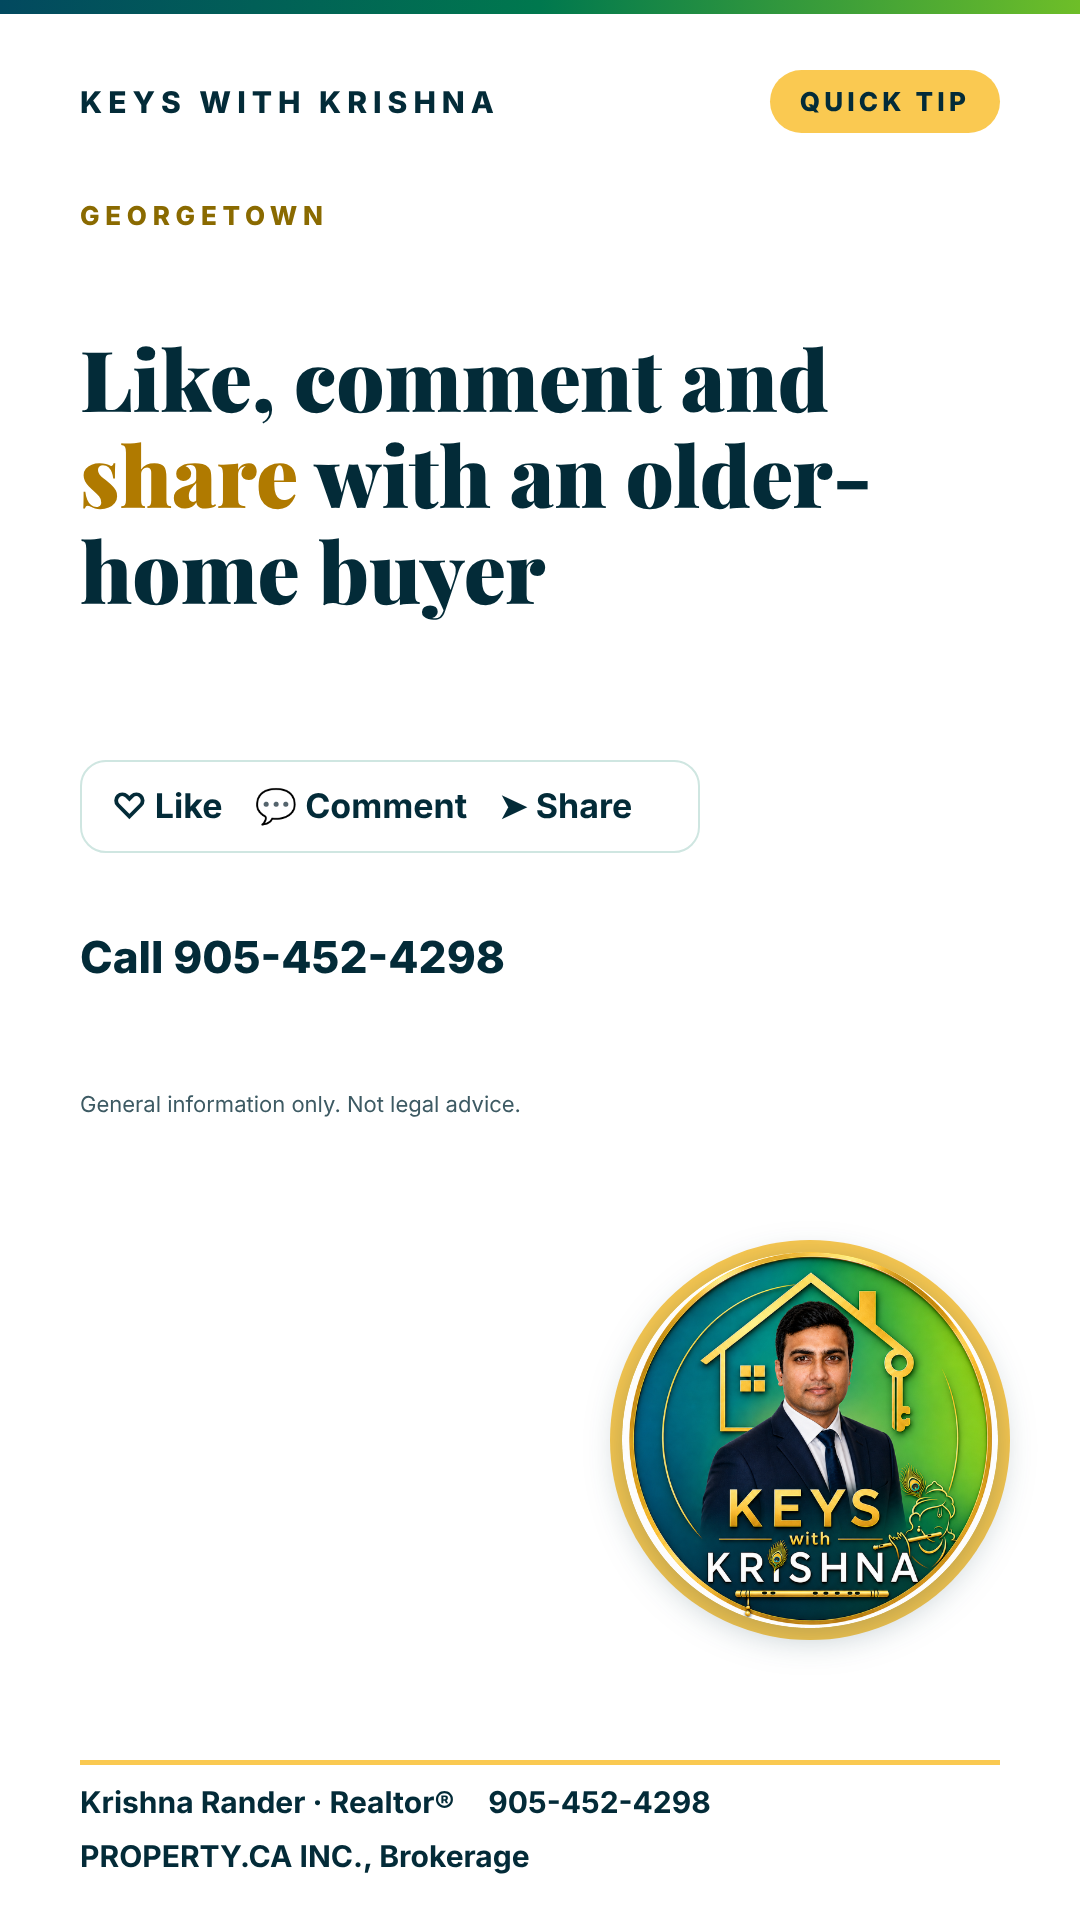 KEYS WITH KRISHNA
QUICK TIP
GEORGETOWN
Like, comment and
share with an older-
home buyer
♡ Like 💬 Comment ➤ Share
Call 905-452-4298
General information only. Not legal advice.
KEYS
with
KRISHNA
Krishna Rander · Realtor® 905-452-4298
PROPERTY.CA INC., Brokerage